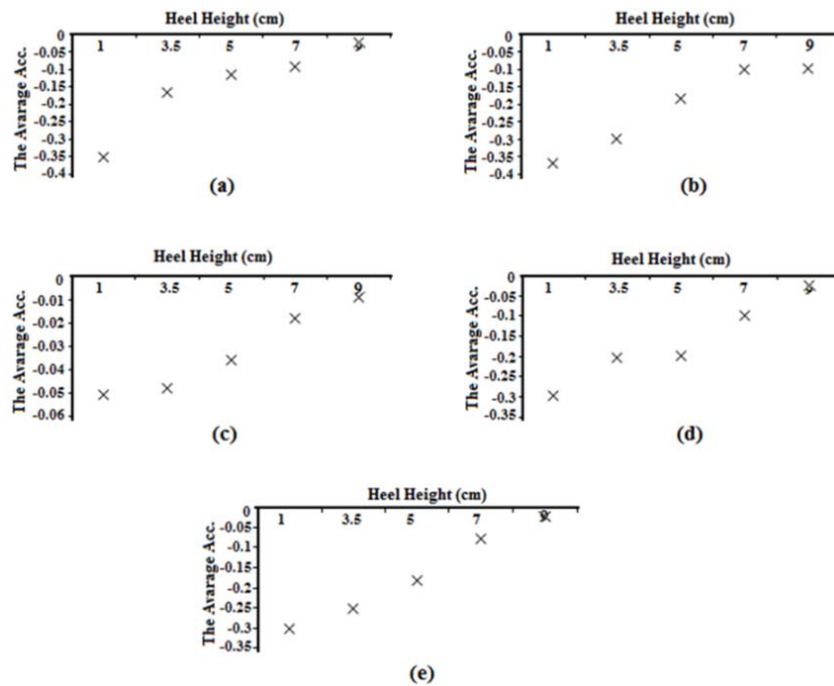 Heel Height (cm)
0
-0.05
-0.1
-0.15
-0.2
-0.25
-0.3
-0.35
-0.4
1 3.5 5 7 9
The Avarage Acc.
(a)
Heel Height (cm)
0
-0.05
-0.1
-0.15
-0.2
-0.25
-0.3
-0.35
-0.4
1 3.5 5 7 9
The Avarage Acc.
(b)
Heel Height (cm)
0
-0.01
-0.02
-0.03
-0.04
-0.05
-0.06
1 3.5 5 7 9
The Avarage Acc.
(c)
Heel Height (cm)
0
-0.05
-0.1
-0.15
-0.2
-0.25
-0.3
-0.35
1 3.5 5 7
The Avarage Acc.
(d)
Heel Height (cm)
0
-0.05
-0.1
-0.15
-0.2
-0.25
-0.3
-0.35
1 3.5 5 7
The Avarage Acc.
(e)